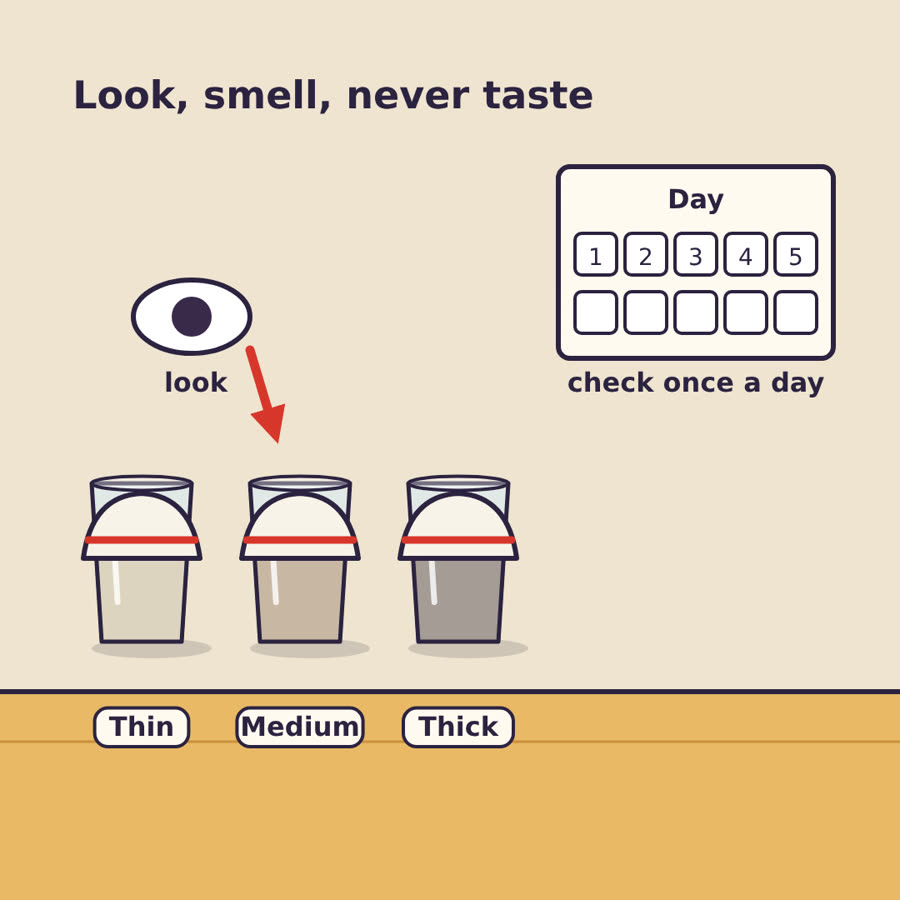 Look, smell, never taste
Day
1 2 3 4 5
look
check once a day
Thin
Medium
Thick